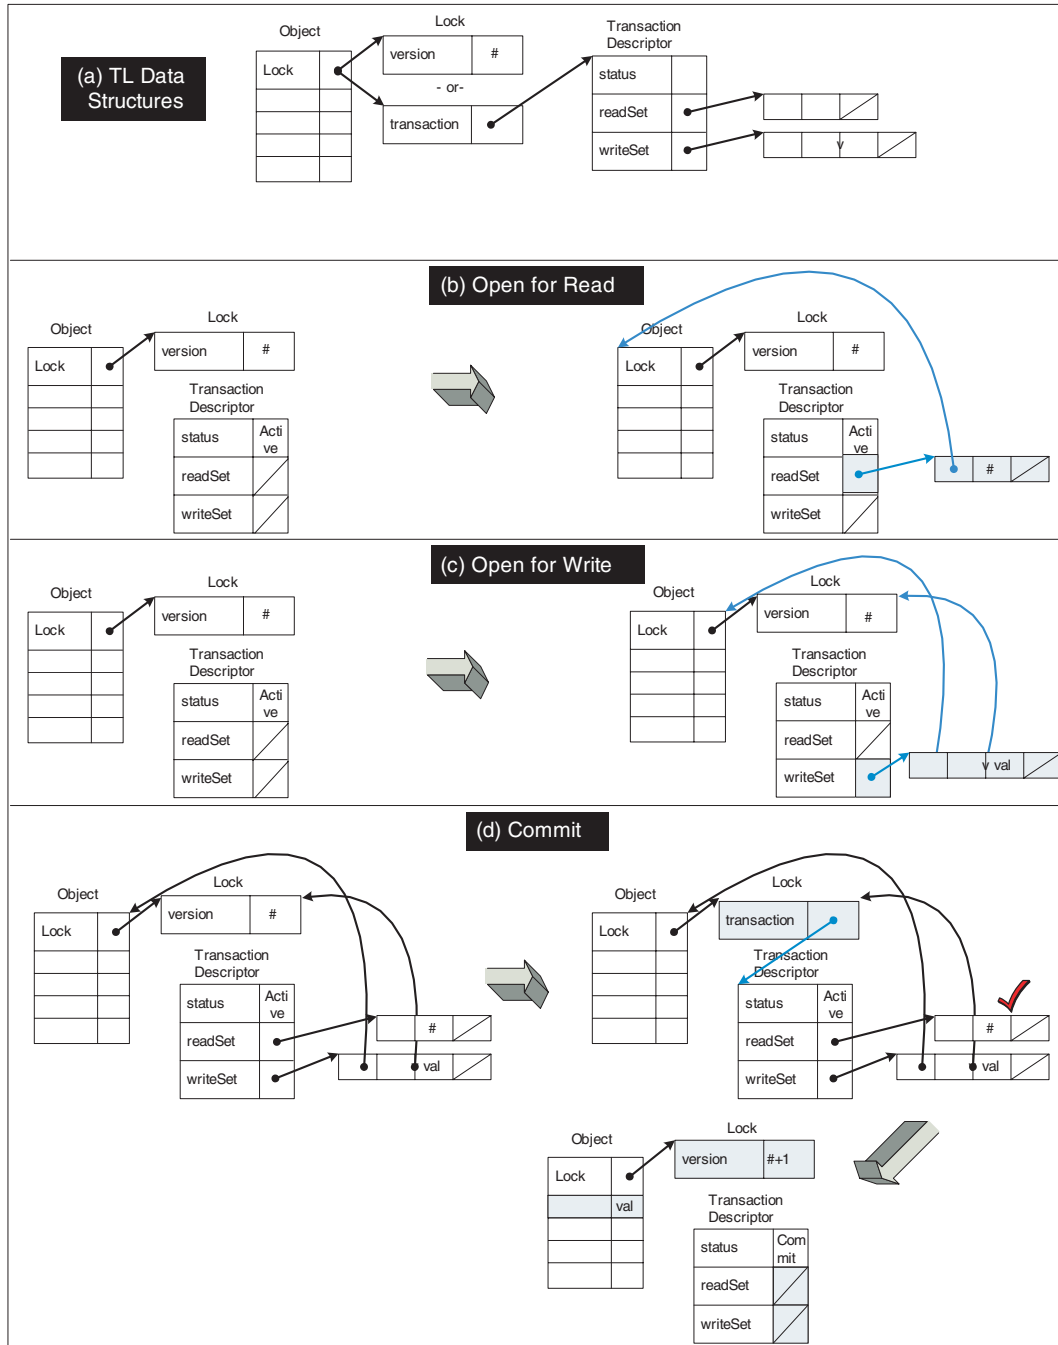 (a) TL Data
Structures
Object
Lock
Lock
version #
- or-
transaction
Transaction
Descriptor
status
readSet
writeSet
v
(b) Open for Read
Object
Lock
Lock
version #
Transaction
Descriptor
status Acti
ve
readSet
writeSet
Object
Lock
Lock
version #
Transaction
Descriptor
status Acti
ve
readSet
#
writeSet
(c) Open for Write
Object
Lock
Lock
version #
Transaction
Descriptor
status Acti
ve
readSet
writeSet
Object
Lock
Lock
version #
Transaction
Descriptor
status Acti
ve
readSet
writeSet
v val
(d) Commit
Object
Lock
Lock
version #
Transaction
Descriptor
status Acti
ve
readSet
#
writeSet
val
Object
Lock
Lock
transaction
Transaction
Descriptor
status Acti
ve
readSet
#
writeSet
val
Object
Lock
val
Lock
version #+1
Transaction
Descriptor
status Com
mit
readSet
writeSet